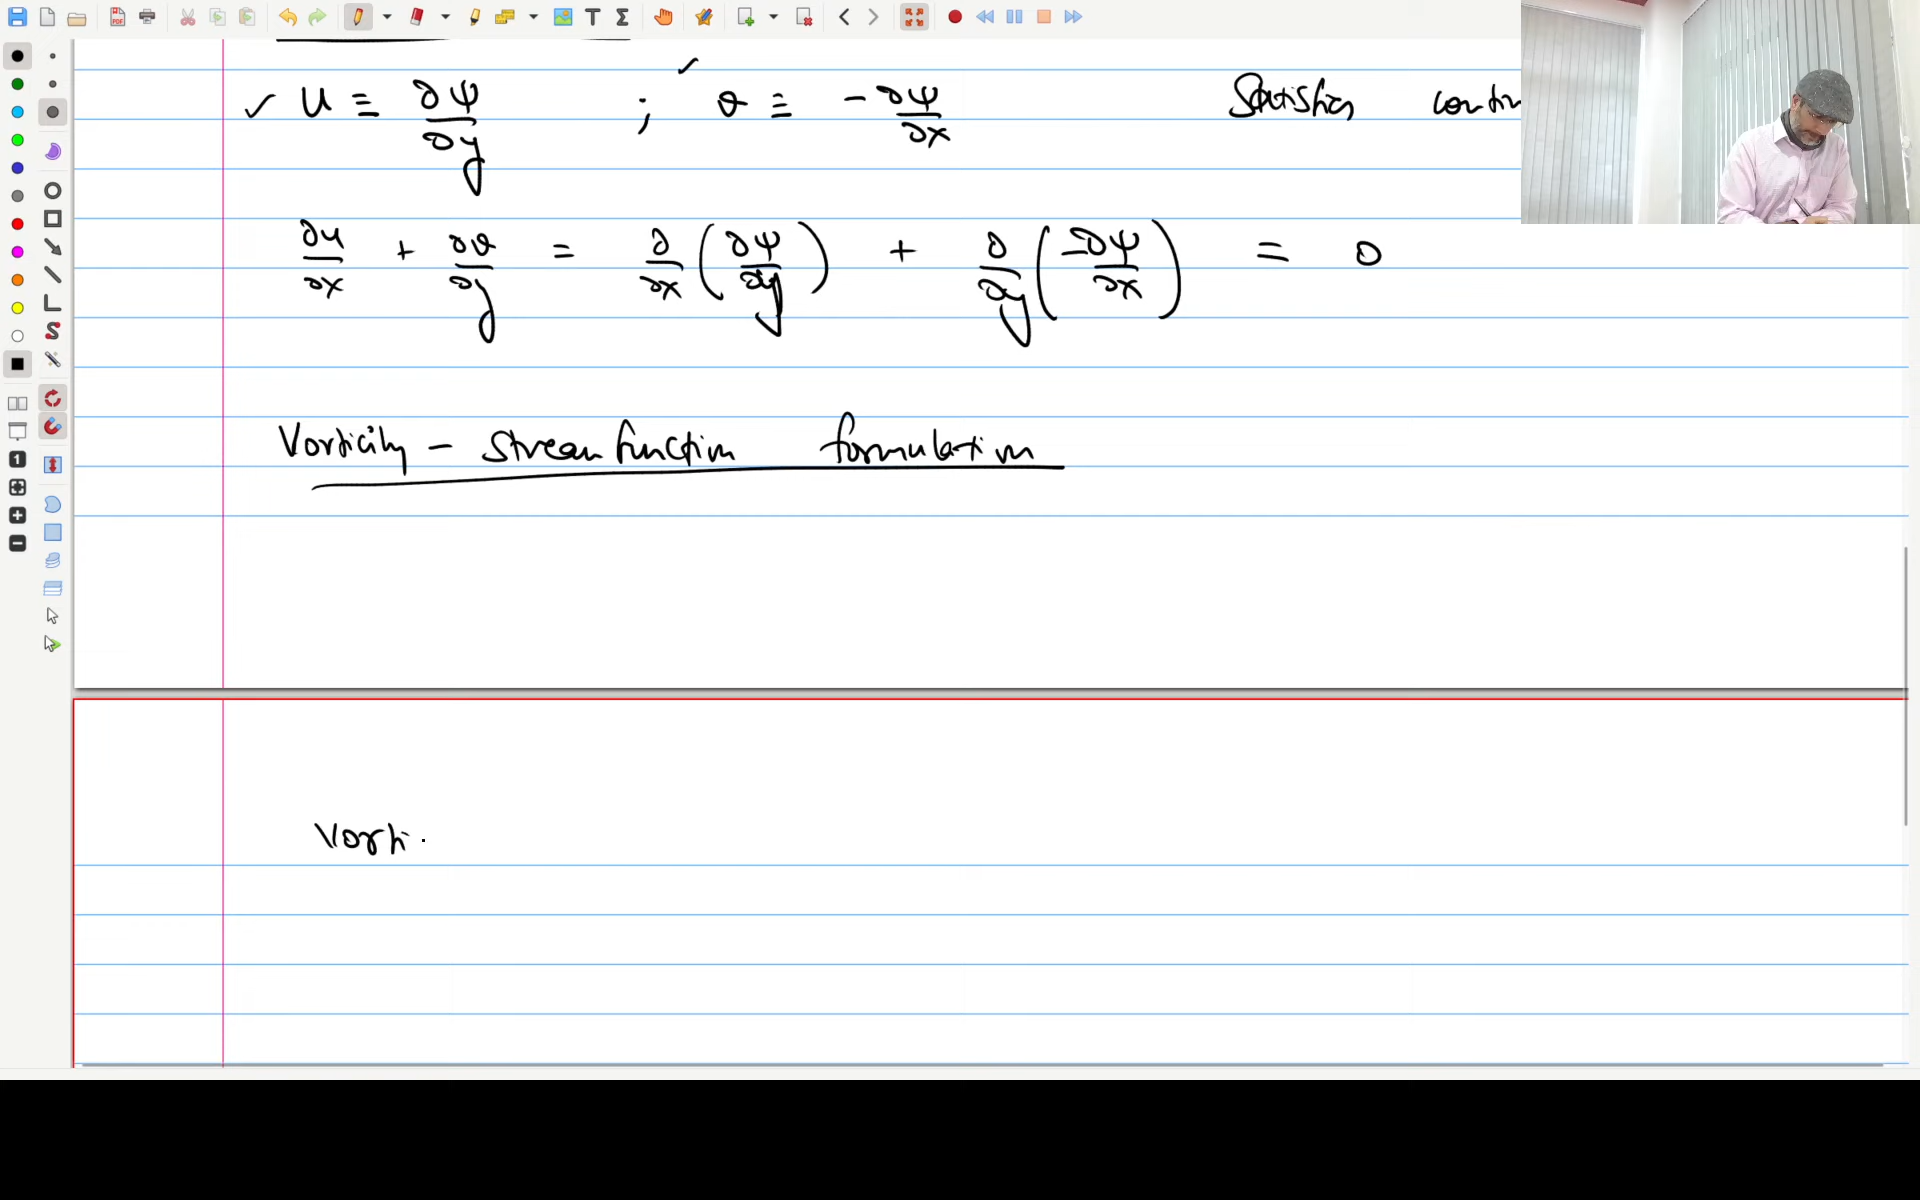 ✓ u ≡ ∂ψ/∂y ; ✓ v ≡ -∂ψ/∂x Satisfies contin
∂u/∂x + ∂v/∂y = ∂/∂x (∂ψ/∂y) + ∂/∂y (-∂ψ/∂x) = 0
Vorticity - stream function formulation
Vorti